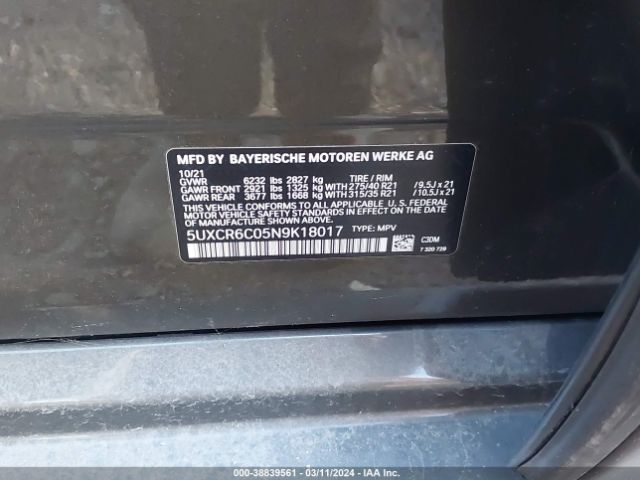 MFD BY BAYERISCHE MOTOREN WERKE AG
10/21
GVWR 6232 lbs 2827 kg TIRE / RIM
GAWR FRONT 2921 lbs 1325 kg WITH 275/40 R21 /9.5J x 21
GAWR REAR 3677 lbs 1668 kg WITH 315/35 R21 /10.5J x 21
THIS VEHICLE CONFORMS TO ALL APPLICABLE U.S. FEDERAL
MOTOR VEHICLE SAFETY STANDARDS IN EFFECT ON THE
DATE OF MANUFACTURE SHOWN ABOVE.
5UXCR6C05N9K18017 TYPE: MPV
C3DM
7 320 729
000-38839561 - 03/11/2024 - IAA Inc.